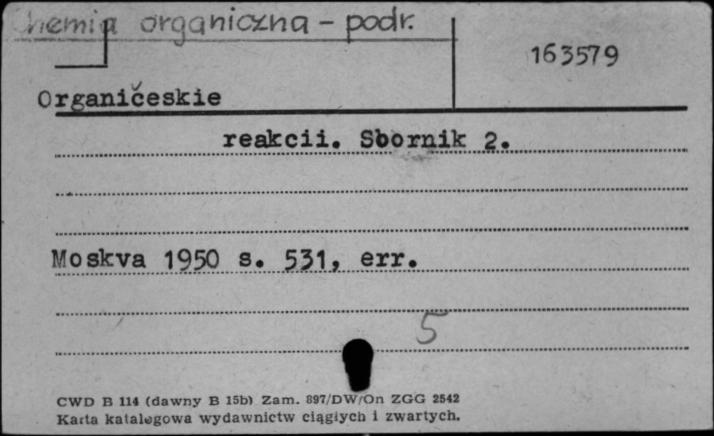 Chemia organiczna - podr.
163579
Organičeskie
reakcii. Sbornik 2.
Moskva 1950 s. 531, err.
5
CWD B 114 (dawny B 15b) Zam. 897/DW/On ZGG 2542
Karta katalogowa wydawnictw ciągłych i zwartych.